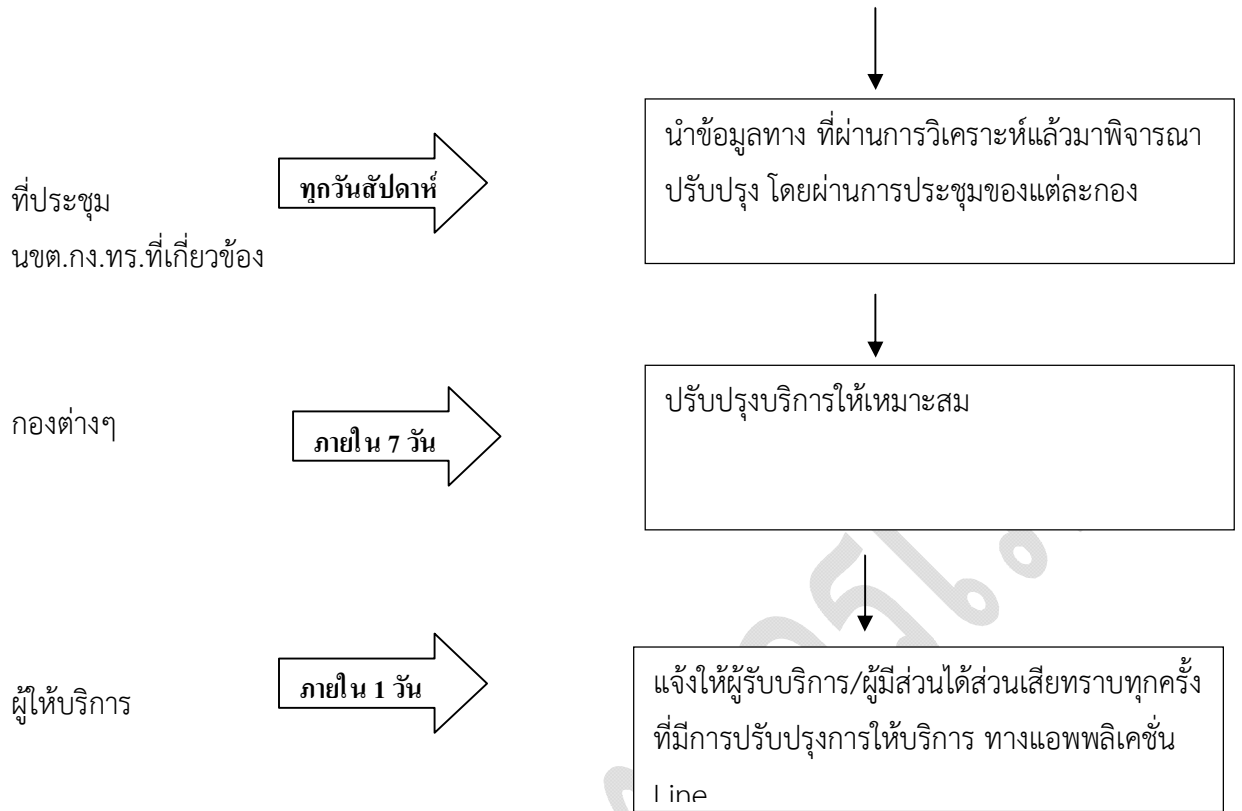 นำข้อมูลทาง ที่ผ่านการวิเคราะห์แล้วมาพิจารณา
ปรับปรุง โดยผ่านการประชุมของแต่ละกอง
ทุกวันสัปดาห์
ที่ประชุม
นขต.กง.ทร.ที่เกี่ยวข้อง
ปรับปรุงบริการให้เหมาะสม
กองต่างๆ
ภายใน 7 วัน
แจ้งให้ผู้รับบริการ/ผู้มีส่วนได้ส่วนเสียทราบทุกครั้ง
ที่มีการปรับปรุงการให้บริการ ทางแอพพลิเคชั่น
Line
ภายใน 1 วัน
ผู้ให้บริการ